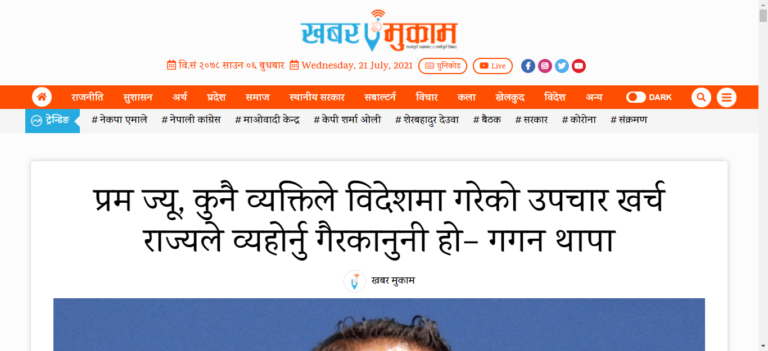 खबर मुकाम
वि.सं २०७८ साउन ०६ बुधबार Wednesday, 21 July, 2021 युनिकोड Live
राजनीति सुशासन अर्थ प्रदेश समाज स्थानीय सरकार सबाल्टर्न विचार कला खेलकुद विदेश अन्य DARK
ट्रेन्डिङ # नेकपा एमाले # नेपाली कांग्रेस # माओवादी केन्द्र # केपी शर्मा ओली # शेरबहादुर देउवा # बैठक # सरकार # कोरोना # संक्रमण
प्रम ज्यू, कुनै व्यक्तिले विदेशमा गरेको उपचार खर्च
राज्यले व्यहोर्नु गैरकानुनी हो– गगन थापा
खबर मुकाम